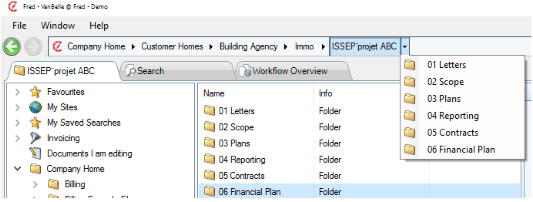 Fred - VanBelle @ Fred - Demo
File Window Help
Company Home Customer Homes Building Agency Immo ISSEP˜projet ABC
ISSEP˜projet ABC Search Workflow Overview
Favourites
My Sites
My Saved Searches
Invoicing
Documents I am editing
Company Home
Billing
Name Info
01 Letters Folder
02 Scope Folder
03 Plans Folder
04 Reporting Folder
05 Contracts Folder
06 Financial Plan Folder
01 Letters
02 Scope
03 Plans
04 Reporting
05 Contracts
06 Financial Plan